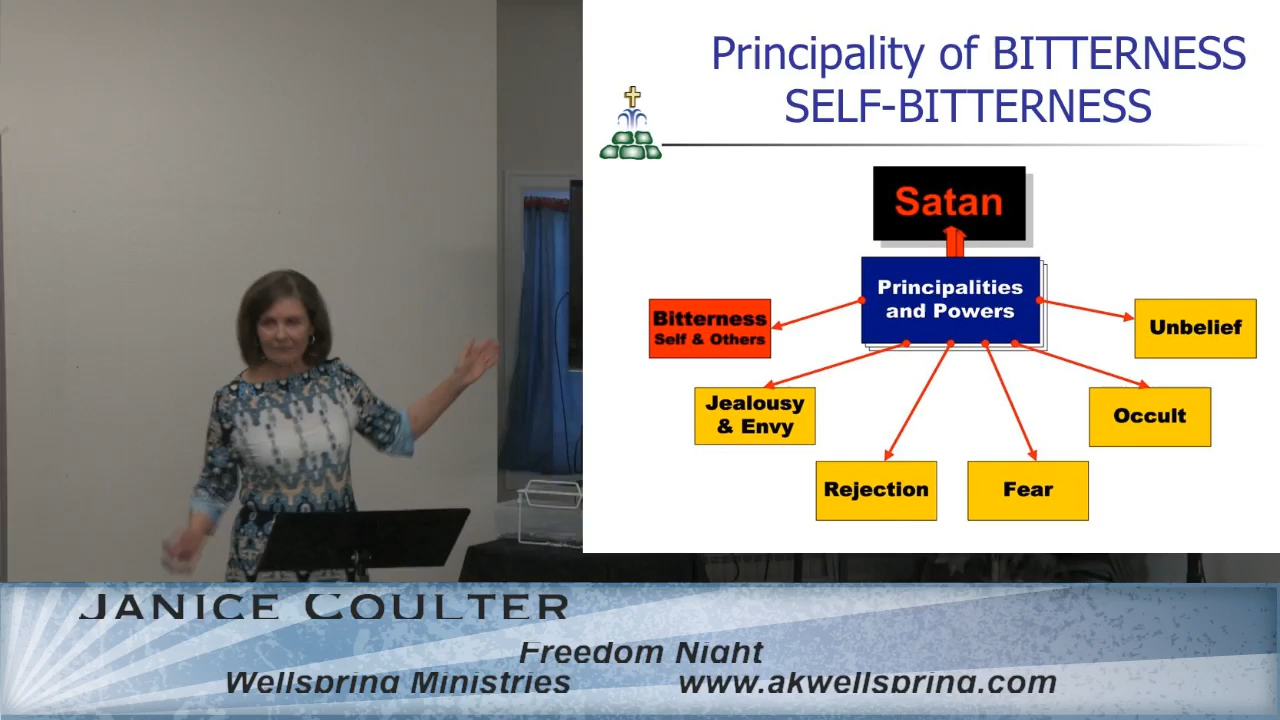 Principality of BITTERNESS
SELF-BITTERNESS
Satan
Principalities
and Powers
Bitterness
Self & Others
Unbelief
Jealousy
& Envy
Occult
Rejection
Fear
JANICE COULTER
Freedom Night
Wellspring Ministries www.akwellspring.com